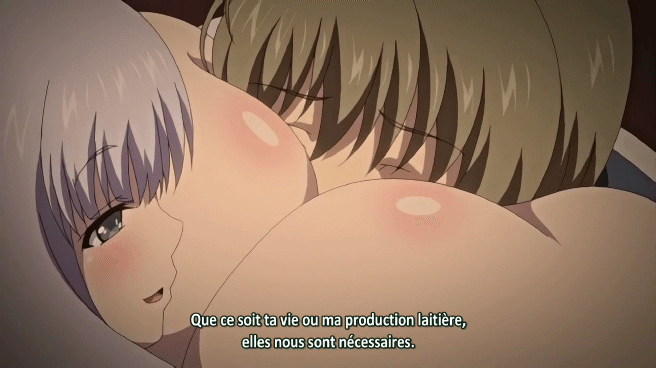 Que ce soit ta vie ou ma production laitière,
elles nous sont nécessaires.